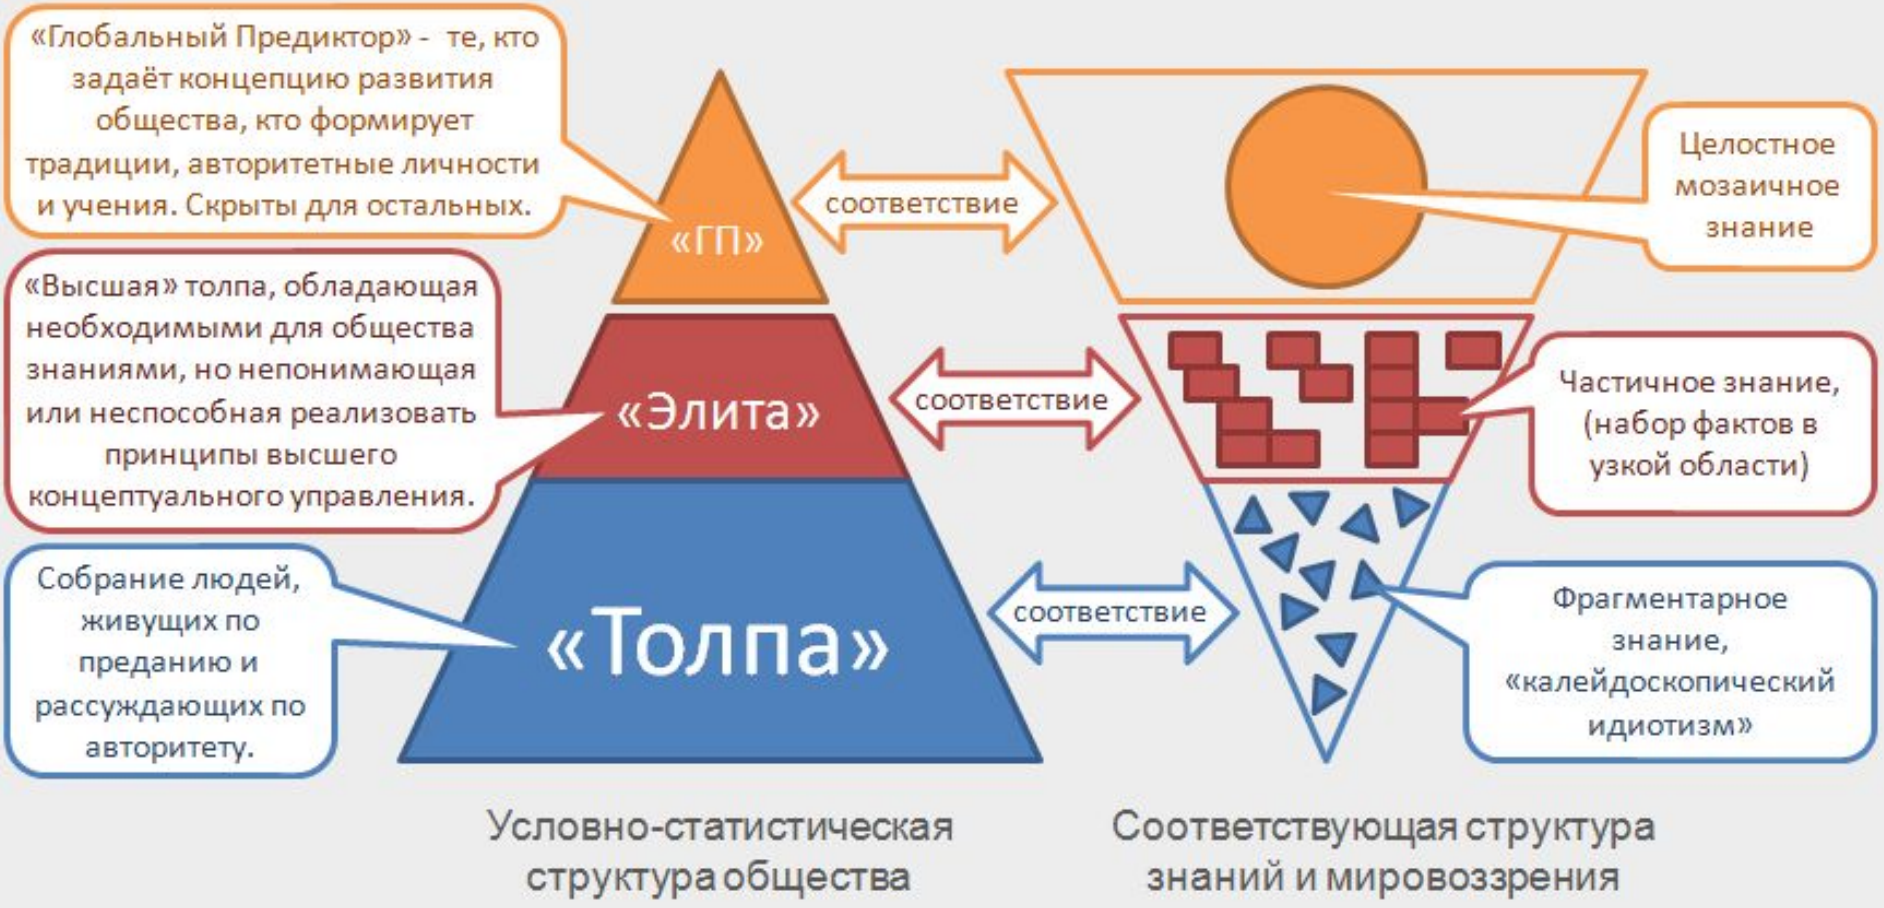 «Глобальный Предиктор» - те, кто
задаёт концепцию развития
общества, кто формирует
традиции, авторитетные личности
и учения. Скрыты для остальных.
«ГП»
соответствие
Целостное
мозаичное
знание
«Высшая» толпа, обладающая
необходимыми для общества
знаниями, но непонимающая
или неспособная реализовать
принципы высшего
концептуального управления.
«Элита»
соответствие
Частичное знание,
(набор фактов в
узкой области)
Собрание людей,
живущих по
преданию и
рассуждающих по
авторитету.
«Толпа»
соответствие
Фрагментарное
знание,
«калейдоскопический
идиотизм»
Условно-статистическая
структура общества
Соответствующая структура
знаний и мировоззрения